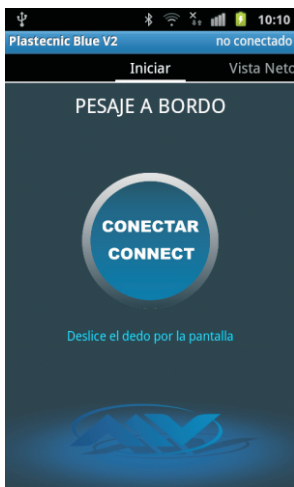 10:10
Plastecnic Blue V2 no conectado
Iniciar Vista Neto
PESAJE A BORDO
CONECTAR
CONNECT
Deslice el dedo por la pantalla